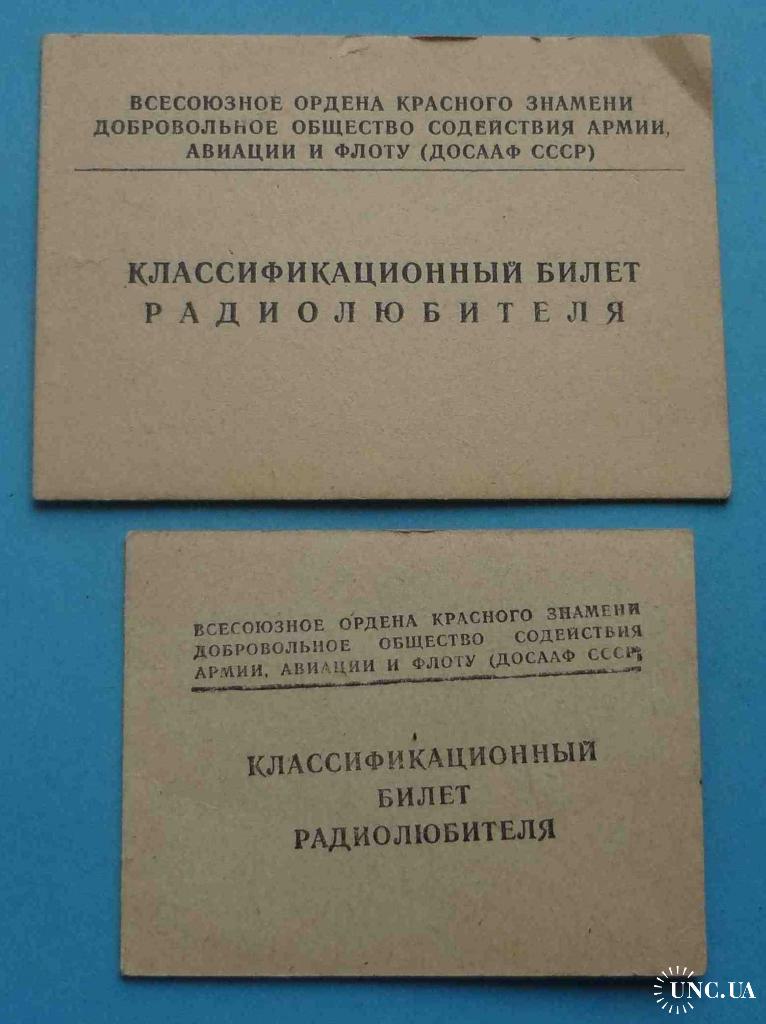 ВСЕСОЮЗНОЕ ОРДЕНА КРАСНОГО ЗНАМЕНИ
ДОБРОВОЛЬНОЕ ОБЩЕСТВО СОДЕЙСТВИЯ АРМИИ,
АВИАЦИИ И ФЛОТУ (ДОСААФ СССР)
КЛАССИФИКАЦИОННЫЙ БИЛЕТ
РАДИОЛЮБИТЕЛЯ
ВСЕСОЮЗНОЕ ОРДЕНА КРАСНОГО ЗНАМЕНИ
ДОБРОВОЛЬНОЕ ОБЩЕСТВО СОДЕЙСТВИЯ
АРМИИ, АВИАЦИИ И ФЛОТУ (ДОСААФ СССР)
КЛАССИФИКАЦИОННЫЙ
БИЛЕТ
РАДИОЛЮБИТЕЛЯ
UNC.UA